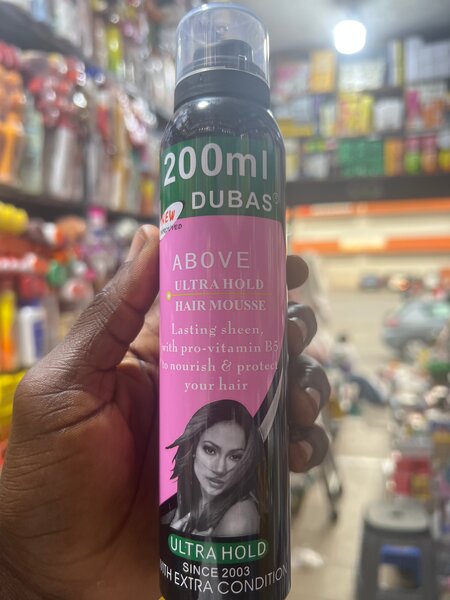 200ml
DUBAS®
NEW
ABOVE
ULTRA HOLD
HAIR MOUSSE
Lasting sheen,
with pro-vitamin B5
to nourish & protect
your hair
ULTRA HOLD
SINCE 2003
WITH EXTRA CONDITION